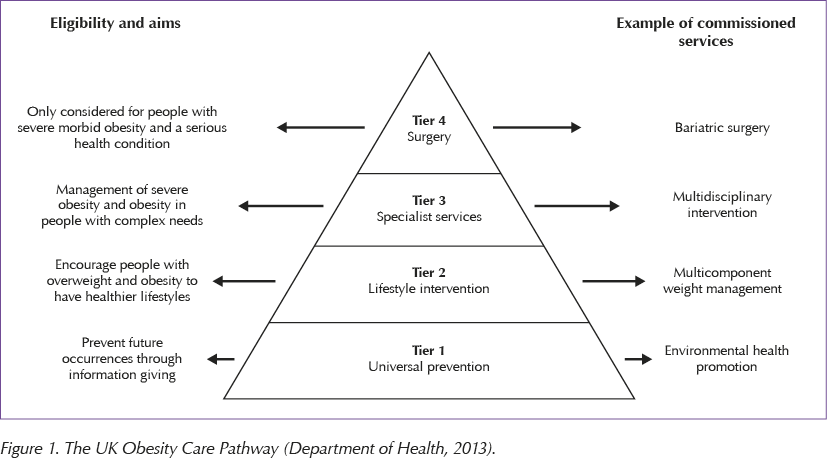 Eligibility and aims
Example of commissioned
services
Only considered for people with
severe morbid obesity and a serious
health condition
Tier 4
Surgery
Bariatric surgery
Management of severe
obesity and obesity in
people with complex needs
Tier 3
Specialist services
Multidisciplinary
intervention
Encourage people with
overweight and obesity to
have healthier lifestyles
Tier 2
Lifestyle intervention
Multicomponent
weight management
Prevent future
occurrences through
information giving
Tier 1
Universal prevention
Environmental health
promotion
Figure 1. The UK Obesity Care Pathway (Department of Health, 2013).